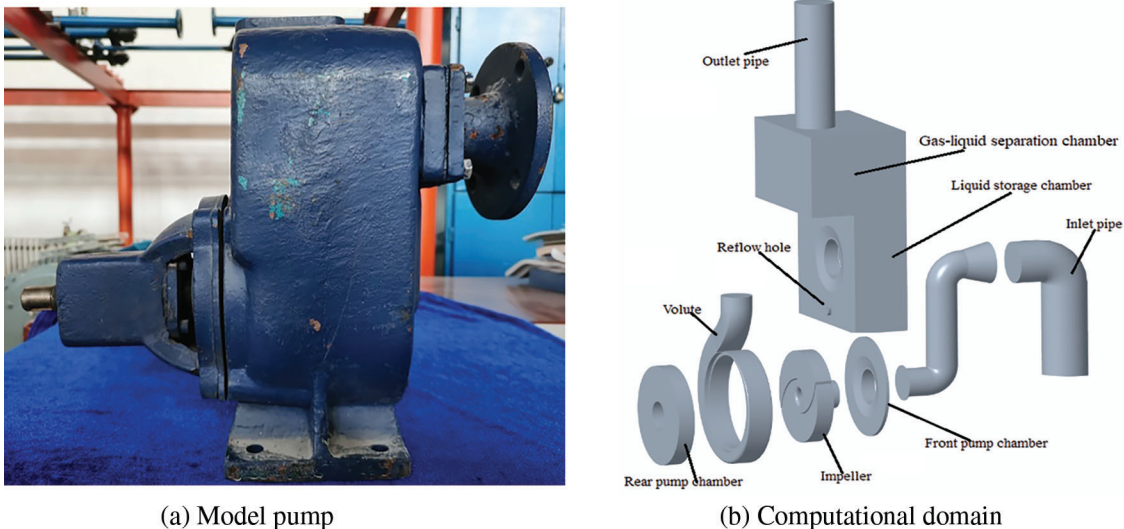 Outlet pipe
Gas-liquid separation chamber
Liquid storage chamber
Inlet pipe
Reflow hole
Volute
Front pump chamber
Impeller
Rear pump chamber
(a) Model pump
(b) Computational domain